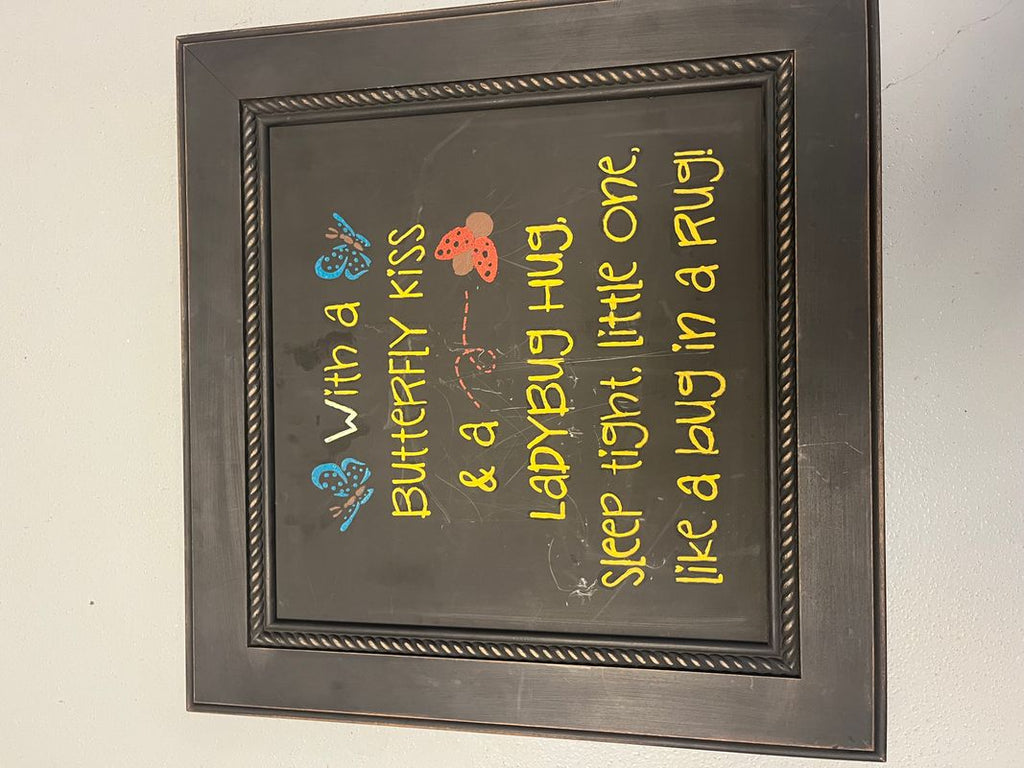 With a
Butterfly Kiss
& a
Ladybug Hug,
Sleep tight, little one,
like a bug in a Rug!